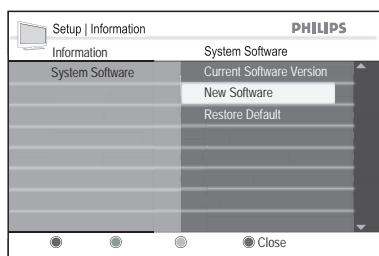 Setup | Information
PHILIPS
Information
System Software
System Software
Current Software Version
New Software
Restore Default
Close